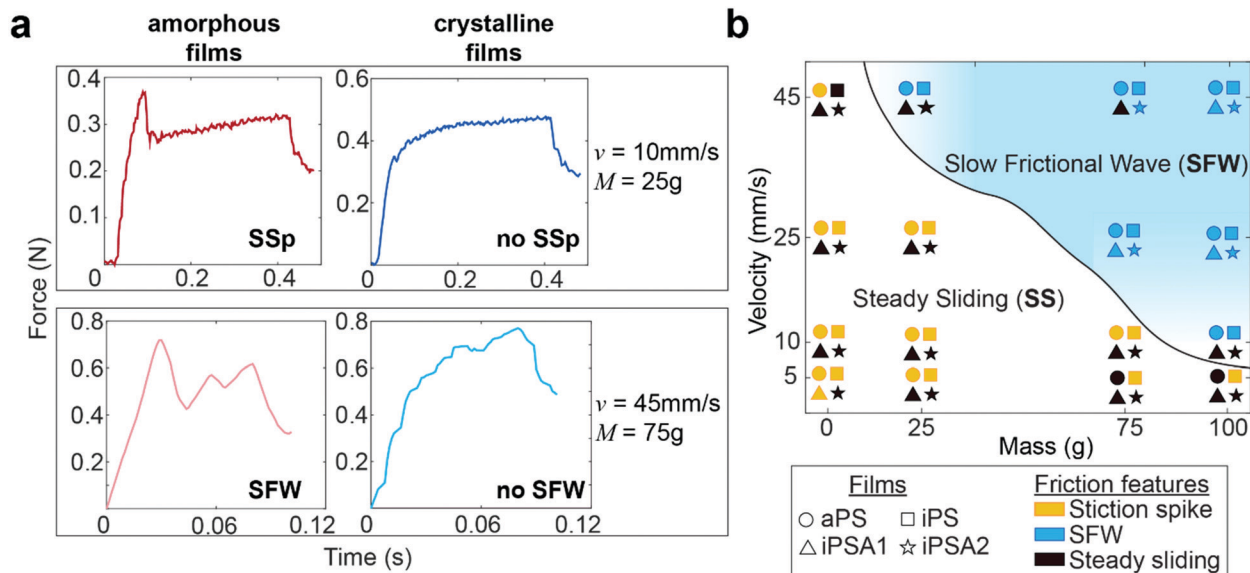 a
amorphous
films
crystalline
films
b
Force (N)
0.4
0.3
0.2
0.1
0
0.2
0.4
SSp
0.6
0.4
0.2
0
0.2
0.4
no SSp
v = 10mm/s
M = 25g
0.8
0.6
0.4
0.2
0
0.06
0.12
SFW
0.8
0.6
0.4
0.2
0
0.06
0.12
no SFW
v = 45mm/s
M = 75g
Time (s)
Velocity (mm/s)
45
25
10
5
Slow Frictional Wave (SFW)
Steady Sliding (SS)
0
25
75
100
Mass (g)
Films
aPS
iPS
iPSA1
iPSA2
Friction features
Stiction spike
SFW
Steady sliding